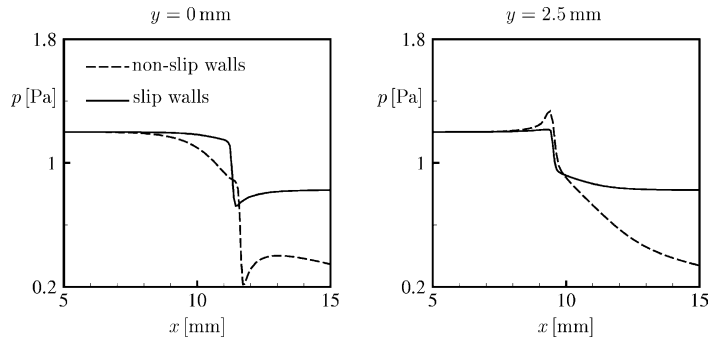 y = 0 mm
y = 2.5 mm
1.8
non-slip walls
slip walls
p [Pa]
1
0.2
5
10
15
x [mm]
1.8
p [Pa]
1
0.2
5
10
15
x [mm]